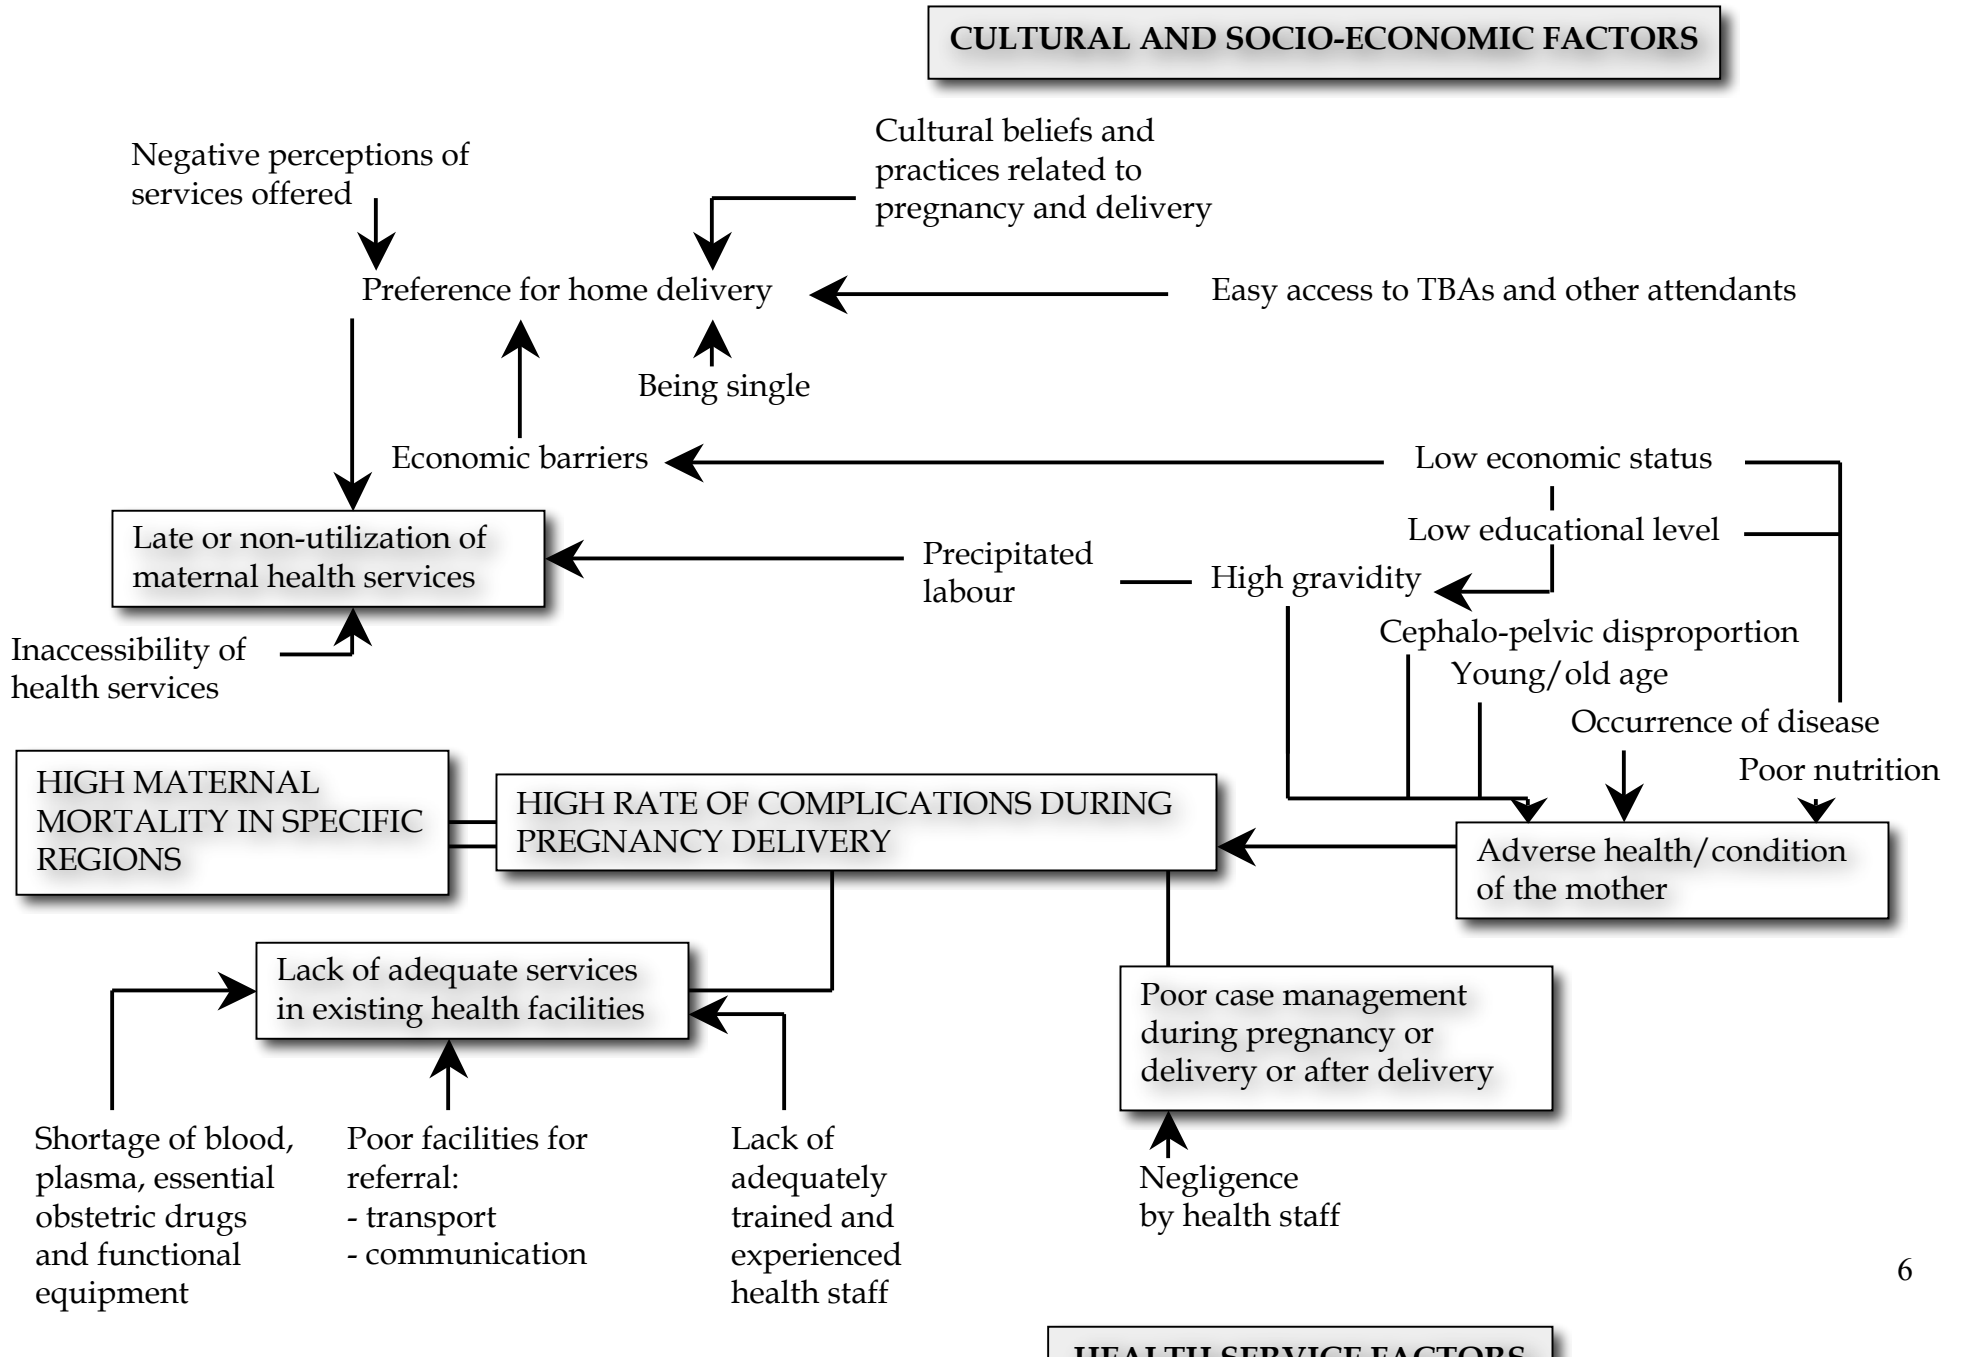 CULTURAL AND SOCIO-ECONOMIC FACTORS
Negative perceptions of
services offered
Cultural beliefs and
practices related to
pregnancy and delivery
Preference for home delivery
Easy access to TBAs and other attendants
Being single
Economic barriers
Low economic status
Late or non-utilization of
maternal health services
Low educational level
Precipitated
labour
High gravidity
Cephalo-pelvic disproportion
Inaccessibility of
health services
Young/old age
Occurrence of disease
Poor nutrition
HIGH MATERNAL
MORTALITY IN SPECIFIC
REGIONS
HIGH RATE OF COMPLICATIONS DURING
PREGNANCY DELIVERY
Adverse health/condition
of the mother
Lack of adequate services
in existing health facilities
Poor case management
during pregnancy or
delivery or after delivery
Shortage of blood,
plasma, essential
obstetric drugs
and functional
equipment
Poor facilities for
referral:
- transport
- communication
Lack of
adequately
trained and
experienced
health staff
Negligence
by health staff
6
HEALTH SERVICE FACTORS